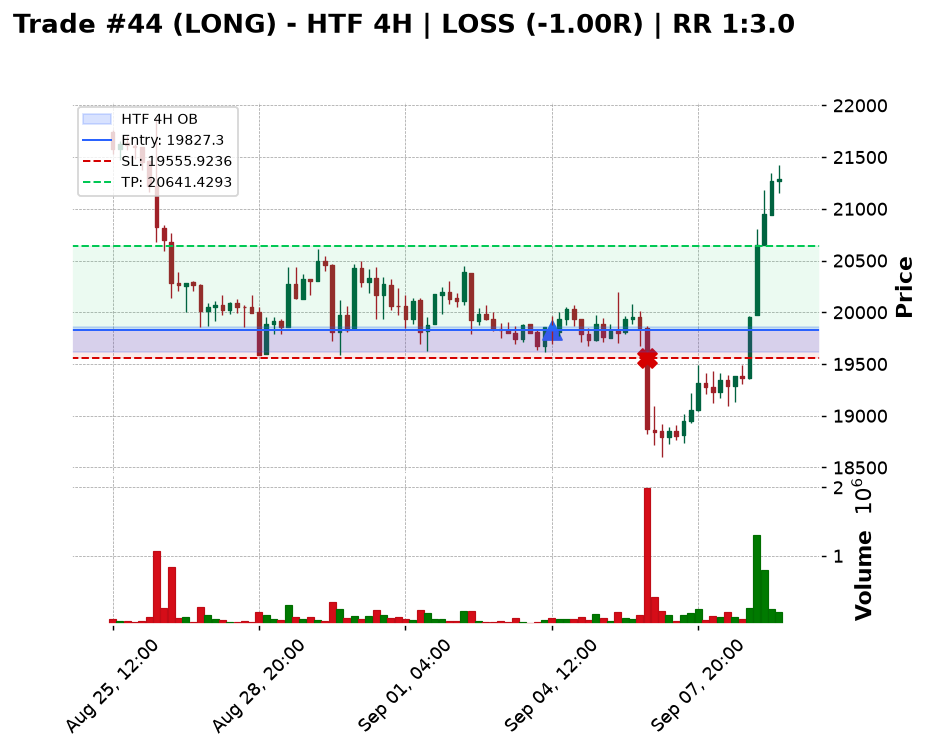 Trade #44 (LONG) - HTF 4H | LOSS (-1.00R) | RR 1:3.0
HTF 4H OB
Entry: 19827.3
SL: 19555.9236
TP: 20641.4293
22000
21500
21000
20500
20000
19500
19000
18500
Price
2
1
Volume 10⁶
Aug 25, 12:00
Aug 28, 20:00
Sep 01, 04:00
Sep 04, 12:00
Sep 07, 20:00